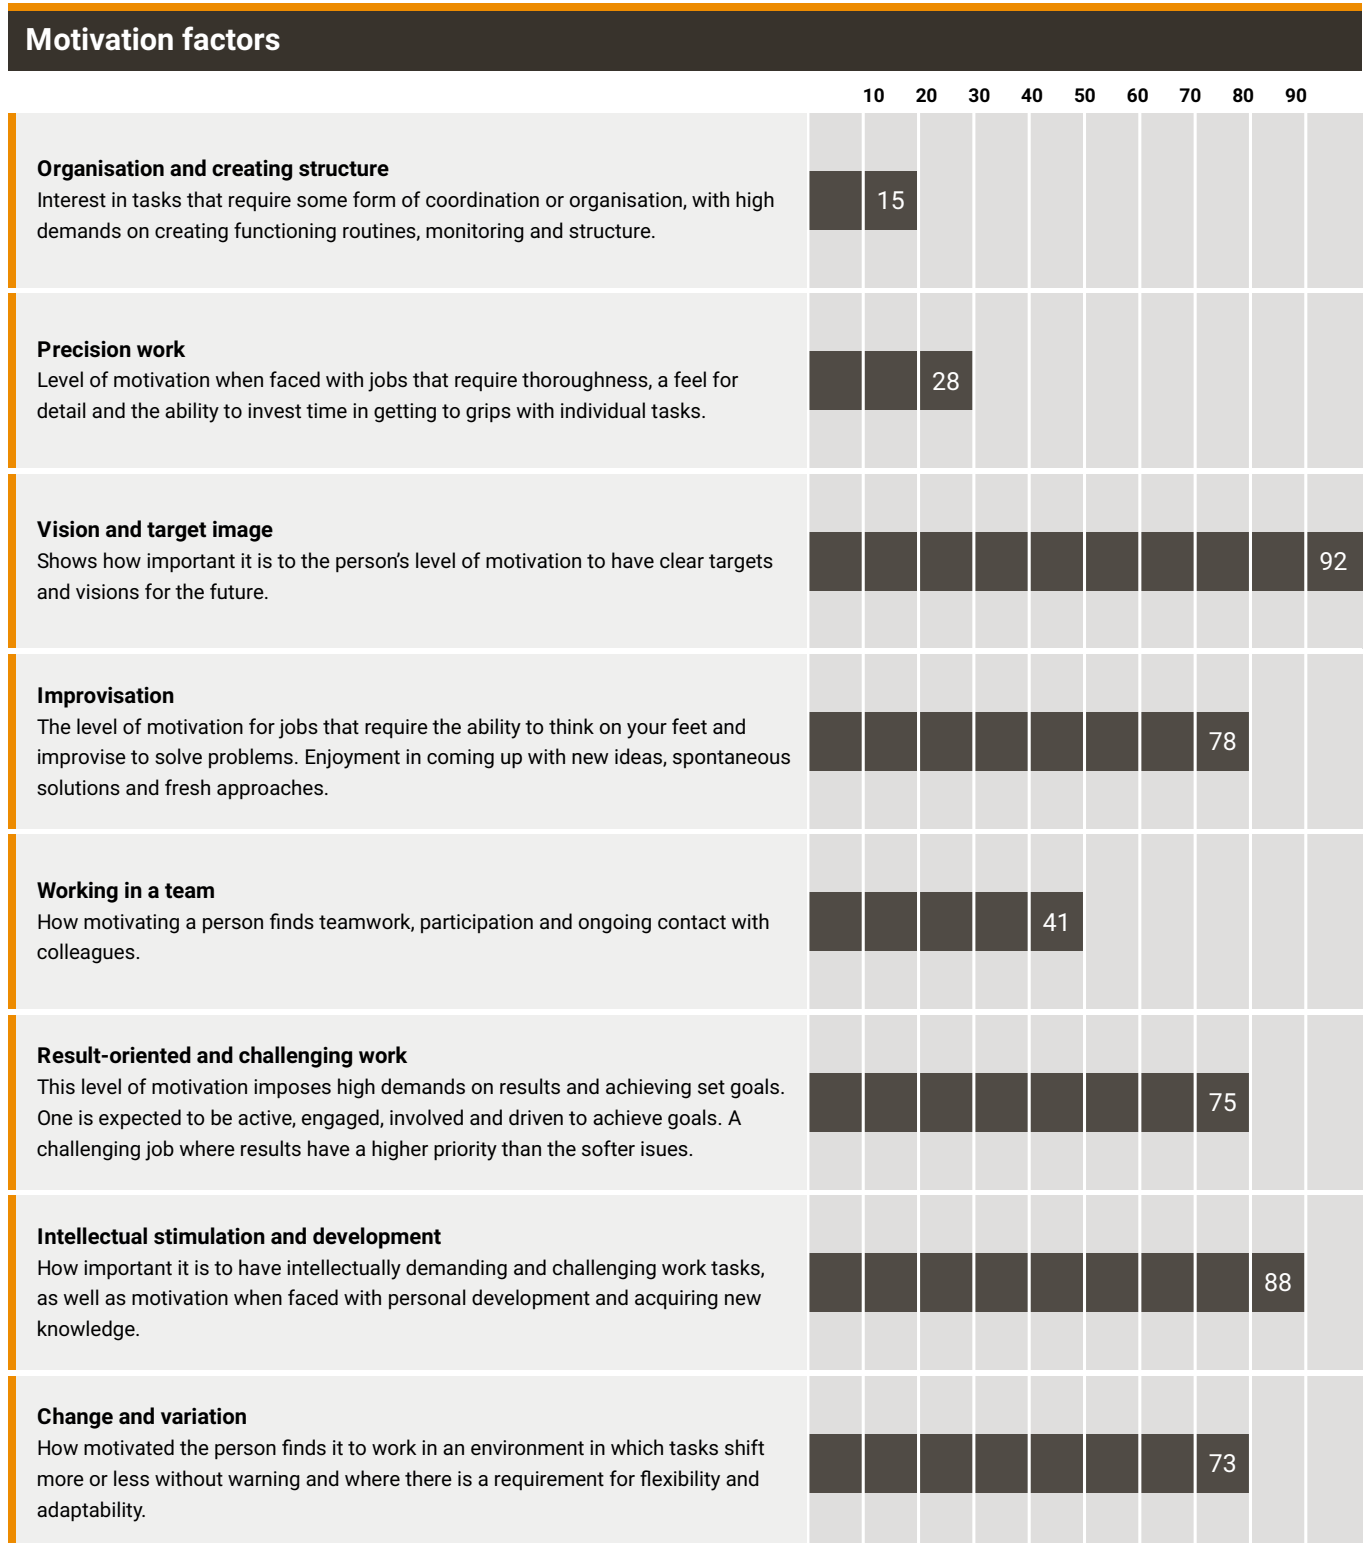 Motivation factors
10 20 30 40 50 60 70 80 90
Organisation and creating structure
Interest in tasks that require some form of coordination or organisation, with high
demands on creating functioning routines, monitoring and structure.
15
Precision work
Level of motivation when faced with jobs that require thoroughness, a feel for
detail and the ability to invest time in getting to grips with individual tasks.
28
Vision and target image
Shows how important it is to the person’s level of motivation to have clear targets
and visions for the future.
92
Improvisation
The level of motivation for jobs that require the ability to think on your feet and
improvise to solve problems. Enjoyment in coming up with new ideas, spontaneous
solutions and fresh approaches.
78
Working in a team
How motivating a person finds teamwork, participation and ongoing contact with
colleagues.
41
Result-oriented and challenging work
This level of motivation imposes high demands on results and achieving set goals.
One is expected to be active, engaged, involved and driven to achieve goals. A
challenging job where results have a higher priority than the softer isues.
75
Intellectual stimulation and development
How important it is to have intellectually demanding and challenging work tasks,
as well as motivation when faced with personal development and acquiring new
knowledge.
88
Change and variation
How motivated the person finds it to work in an environment in which tasks shift
more or less without warning and where there is a requirement for flexibility and
adaptability.
73